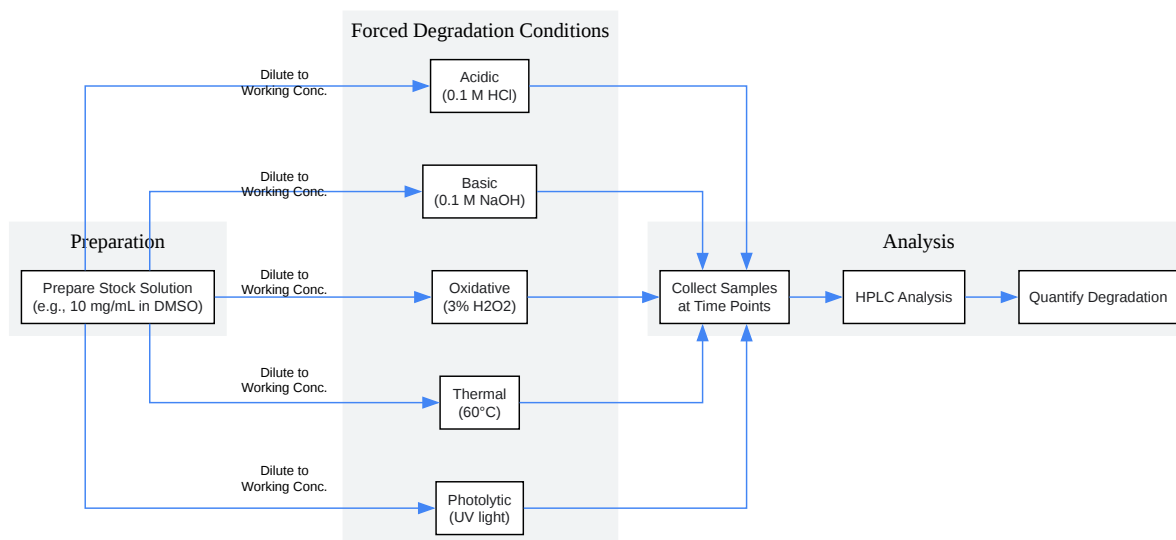 Forced Degradation Conditions
Dilute to
Working Conc.
Acidic
(0.1 M HCl)
Dilute to
Working Conc.
Basic
(0.1 M NaOH)
Preparation
Analysis
Prepare Stock Solution
(e.g., 10 mg/mL in DMSO)
Dilute to
Working Conc.
Oxidative
(3% H2O2)
Collect Samples
at Time Points
HPLC Analysis
Quantify Degradation
Dilute to
Working Conc.
Thermal
(60°C)
Dilute to
Working Conc.
Photolytic
(UV light)